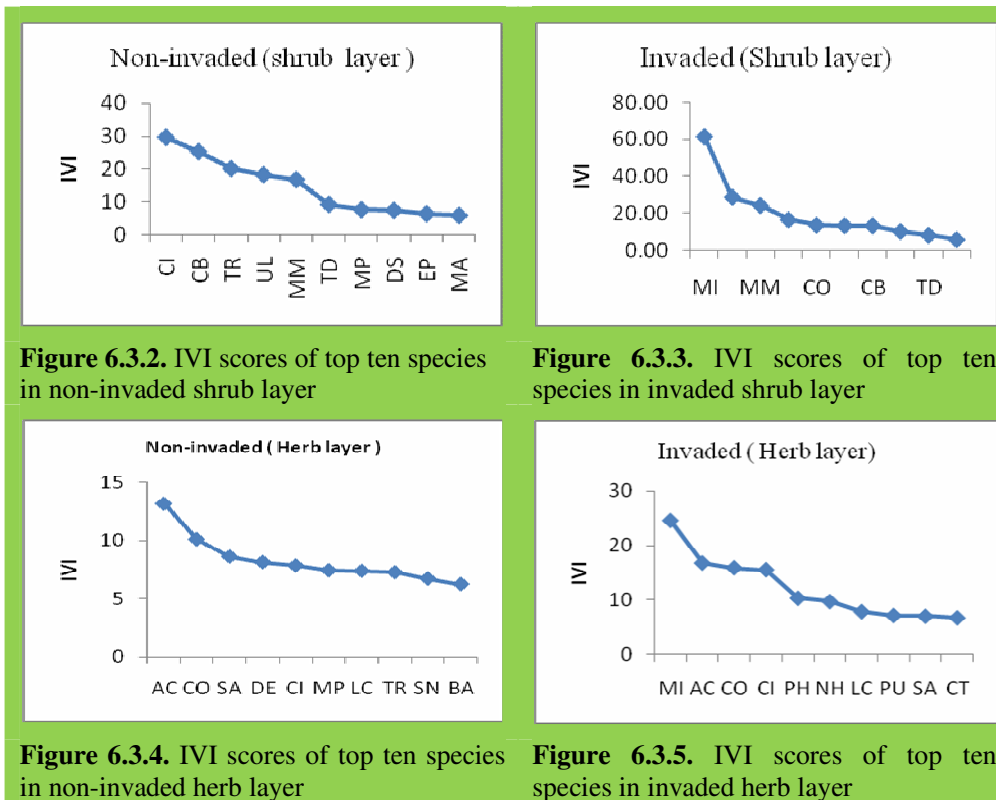 Non-invaded (shrub layer )
40
30
20
10
0
IVI
CI CB TR UL MM TD MP DS EP MA
Figure 6.3.2. IVI scores of top ten species
in non-invaded shrub layer
Invaded (Shrub layer)
80.00
60.00
40.00
20.00
0.00
IVI
MI MM CO CB TD
Figure 6.3.3. IVI scores of top ten
species in invaded shrub layer
Non-invaded ( Herb layer )
15
10
5
0
IVI
AC CO SA DE CI MP LC TR SN BA
Figure 6.3.4. IVI scores of top ten species
in non-invaded herb layer
Invaded ( Herb layer)
30
20
10
0
IVI
MI AC CO CI PH NH LC PU SA CT
Figure 6.3.5. IVI scores of top ten
species in invaded herb layer